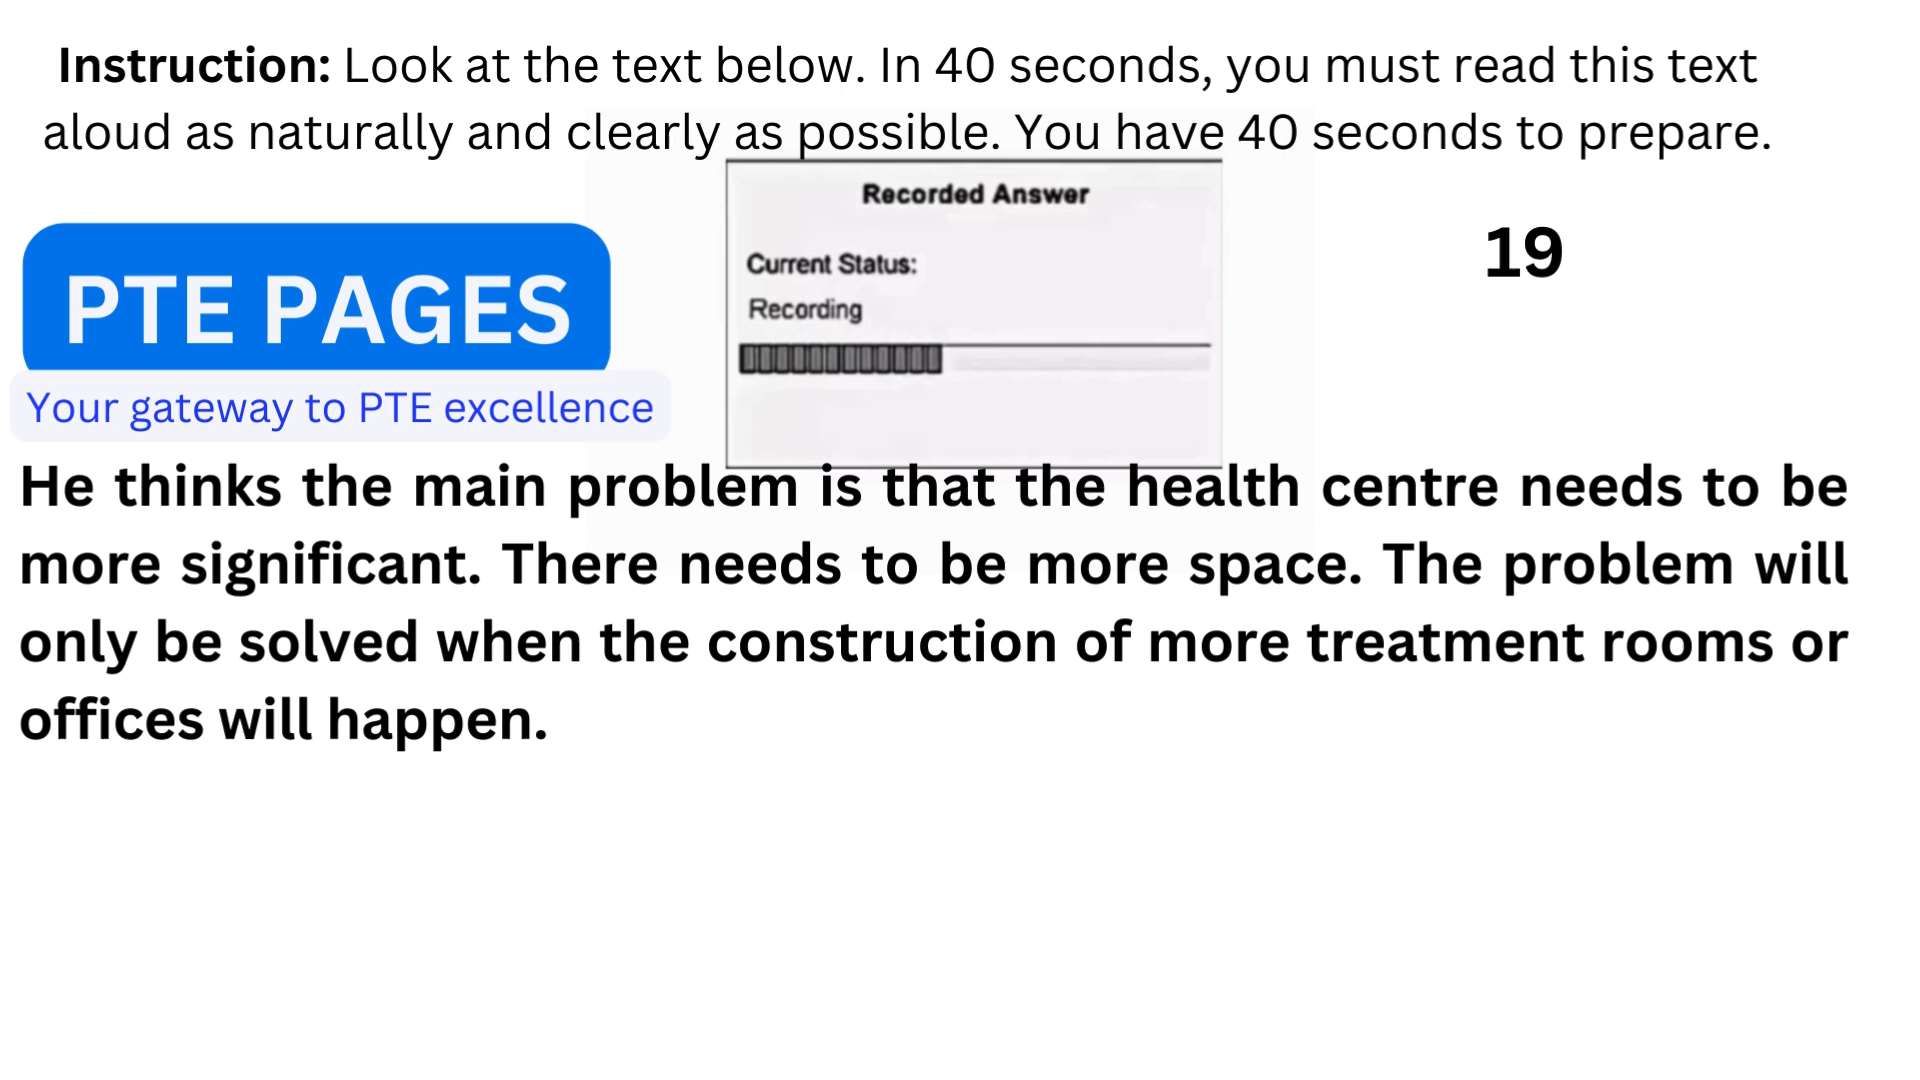 Instruction: Look at the text below. In 40 seconds, you must read this text
aloud as naturally and clearly as possible. You have 40 seconds to prepare.
Recorded Answer
Current Status:
Recording
19
PTE PAGES
Your gateway to PTE excellence
He thinks the main problem is that the health centre needs to be
more significant. There needs to be more space. The problem will
only be solved when the construction of more treatment rooms or
offices will happen.